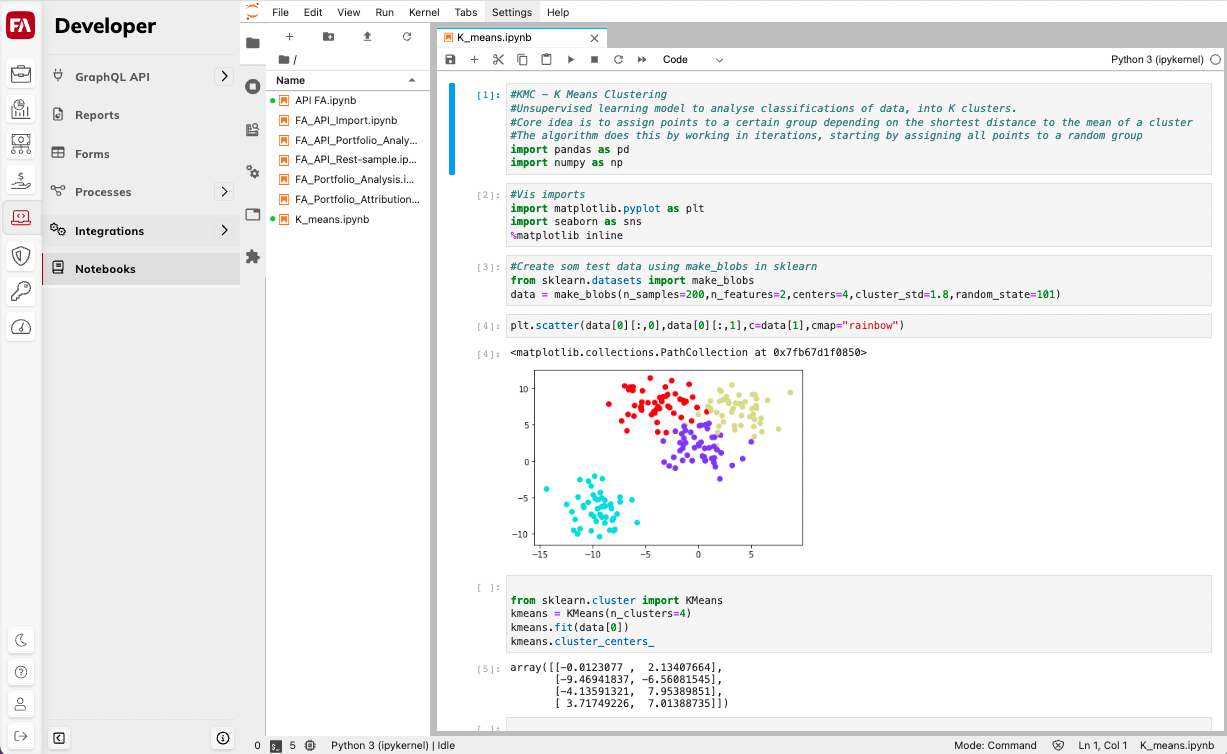 FA
Developer
GraphQL API
Reports
Forms
Processes
Integrations
Notebooks
File Edit View Run Kernel Tabs Settings Help
/
Name
API FA.ipynb
FA_API_Import.ipynb
FA_API_Portfolio_Analy...
FA_API_Rest-sample.ip...
FA_Portfolio_Analysis.i...
FA_Portfolio_Attribution...
K_means.ipynb
K_means.ipynb
Code
Python 3 (ipykernel)
[1]: #KMC – K Means Clustering
#Unsupervised learning model to analyse classifications of data, into K clusters.
#Core idea is to assign points to a certain group depending on the shortest distance to the mean of a cluster
#The algorithm does this by working in iterations, starting by assigning all points to a random group
import pandas as pd
import numpy as np
[2]: #Vis imports
import matplotlib.pyplot as plt
import seaborn as sns
%matplotlib inline
[3]: #Create som test data using make_blobs in sklearn
from sklearn.datasets import make_blobs
data = make_blobs(n_samples=200,n_features=2,centers=4,cluster_std=1.8,random_state=101)
[4]: plt.scatter(data[0][:,0],data[0][:,1],c=data[1],cmap="rainbow")
[4]: <matplotlib.collections.PathCollection at 0x7fb67d1f0850>
10
5
0
−5
−10
−15 −10 −5 0 5
[ ]:
from sklearn.cluster import KMeans
kmeans = KMeans(n_clusters=4)
kmeans.fit(data[0])
kmeans.cluster_centers_
[5]: array([[-0.0123077 ,  2.13407664],
[-9.46941837, -6.56081545],
[-4.13591321,  7.95389851],
[ 3.71749226,  7.01388735]])
[ ]:
0 5 Python 3 (ipykernel) | Idle
Mode: Command Ln 1, Col 1 K_means.ipynb